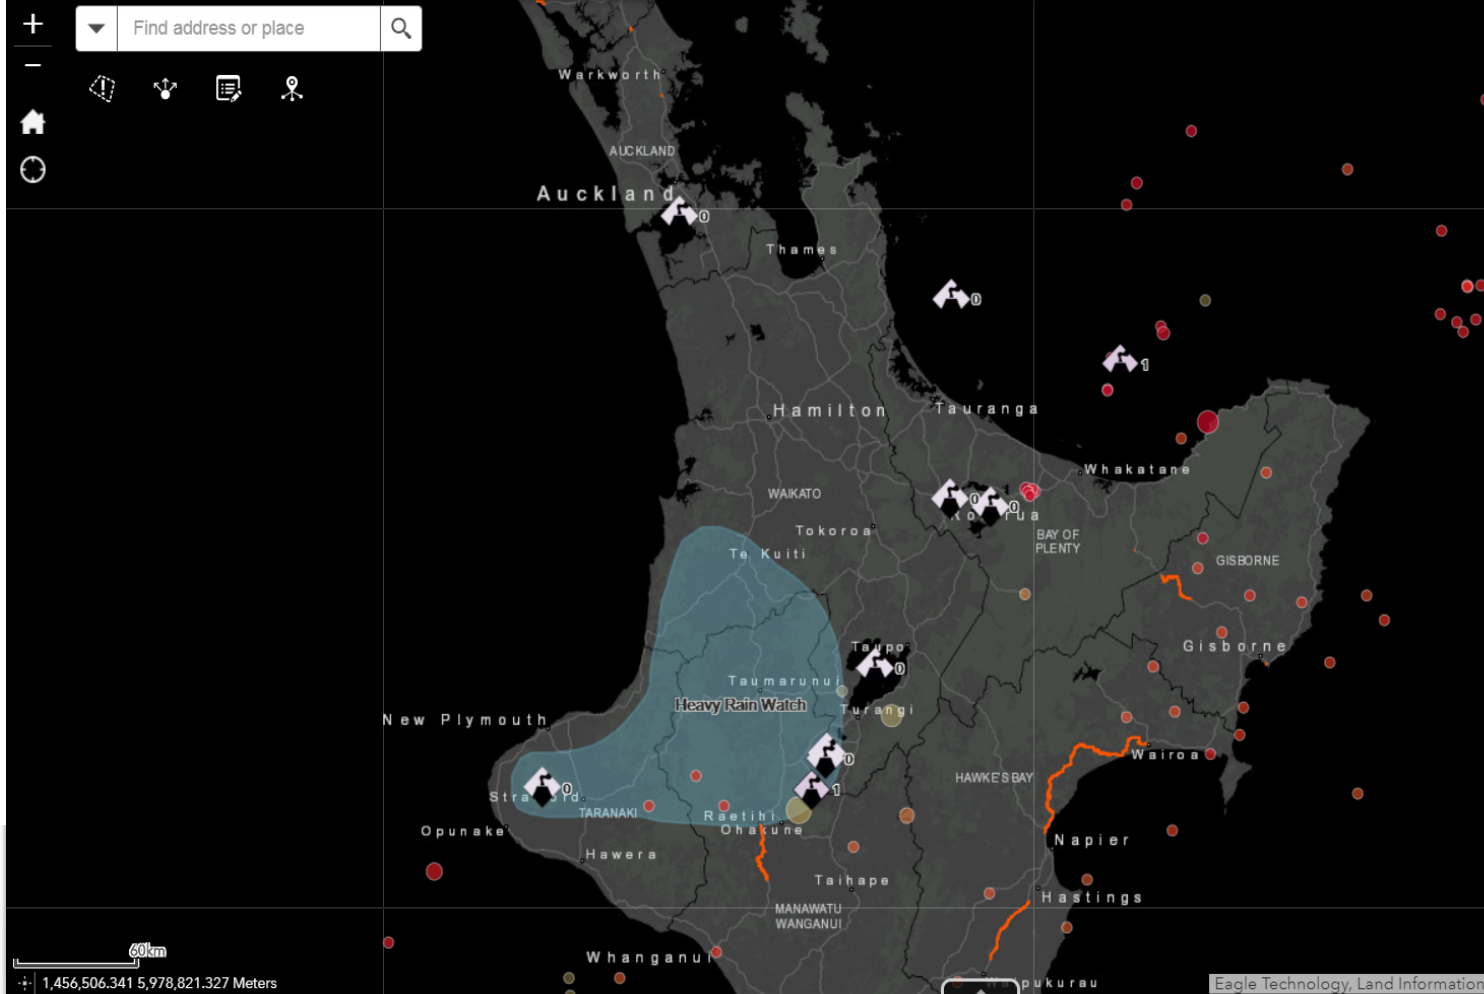 +
Find address or place
−
Warkworth
AUCKLAND
Auckland
0
Thames
0
1
Hamilton
Tauranga
Whakatane
WAIKATO
0
0
Tokoroa
BAY OF
PLENTY
Te Kuiti
GISBORNE
Gisborne
Taupo
0
Taumarunui
Heavy Rain Watch
Turangi
New Plymouth
Wairoa
0
HAWKE'S BAY
0
1
TARANAKI
Raetihi
Ohakune
Opunake
Napier
Hawera
Taihape
Hastings
MANAWATU
WANGANUI
60km
Whanganui
1,456,506.341 5,978,821.327 Meters
Eagle Technology, Land Information